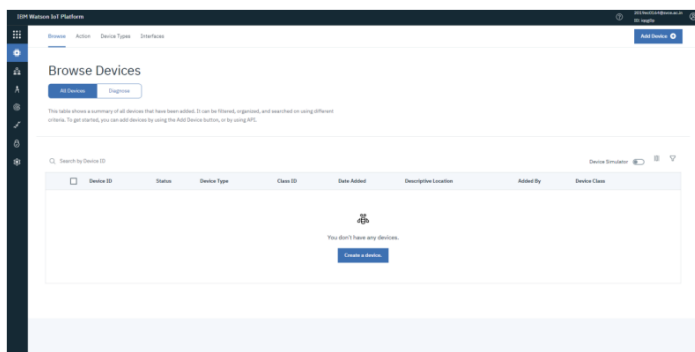 IBM Watson IoT Platform
Browse Action Device Types Interfaces
Add Device
Browse Devices
All Devices Diagnose
This table shows a summary of all devices that have been added. It can be filtered, organized, and searched on using different
criteria. To get started, you can add devices by using the Add Device button, or by using API.
Search by Device ID
Device Simulator
Device ID Status Device Type Class ID Date Added Descriptive Location Added By Device Class
You don't have any devices.
Create a device.